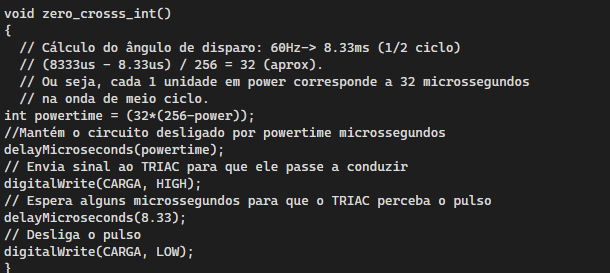 void zero_crosss_int()
{
// Cálculo do ângulo de disparo: 60Hz-> 8.33ms (1/2 ciclo)
// (8333us - 8.33us) / 256 = 32 (aprox).
// Ou seja, cada 1 unidade em power corresponde a 32 microssegundos
// na onda de meio ciclo.
int powertime = (32*(256-power));
//Mantém o circuito desligado por powertime microssegundos
delayMicroseconds(powertime);
// Envia sinal ao TRIAC para que ele passe a conduzir
digitalWrite(CARGA, HIGH);
// Espera alguns microssegundos para que o TRIAC perceba o pulso
delayMicroseconds(8.33);
// Desliga o pulso
digitalWrite(CARGA, LOW);
}